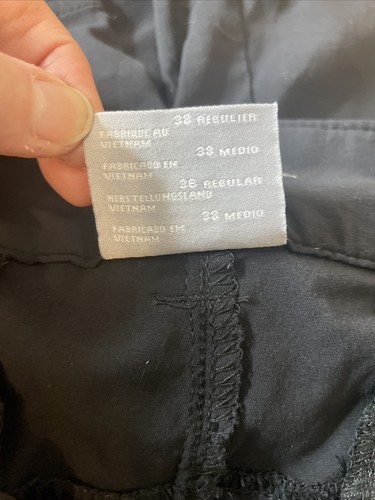 38 REGULIER
FABRIQUE AU
VIETNAM
38 MEDIO
FABRICADO EN
VIETNAM
38 REGULAR
HERSTELLUNGSLAND
VIETNAM
38 MEDIO
FABRICADO EM
VIETNAM